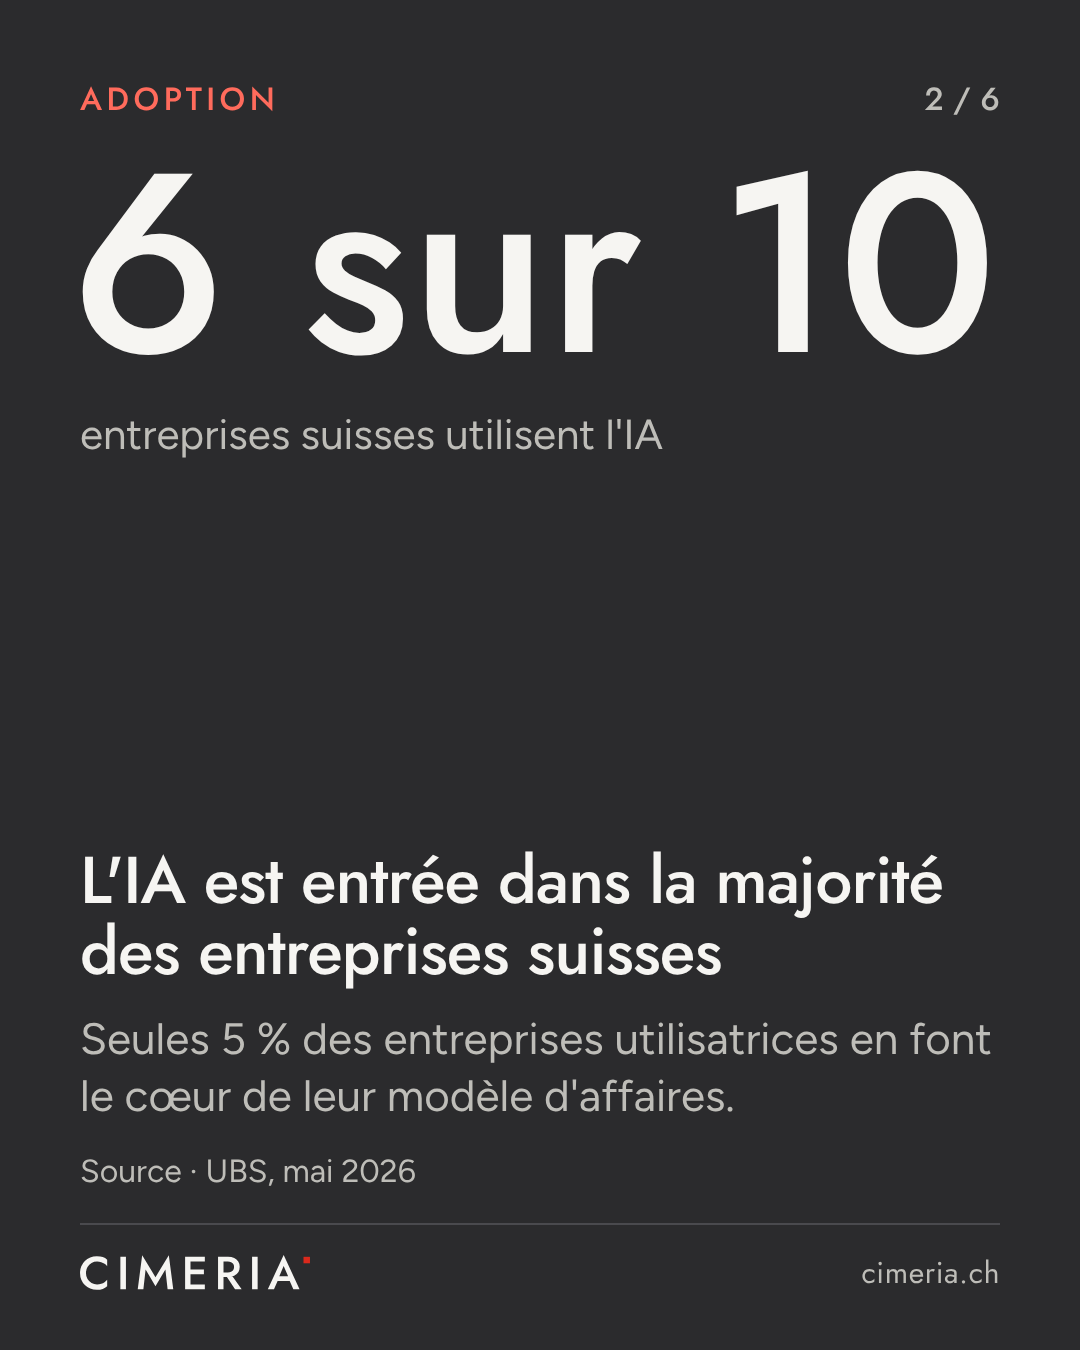 ADOPTION
2 / 6
6 sur 10
entreprises suisses utilisent l'IA
L'IA est entrée dans la majorité
des entreprises suisses
Seules 5 % des entreprises utilisatrices en font
le cœur de leur modèle d'affaires.
Source · UBS, mai 2026
CIMERIA
cimeria.ch